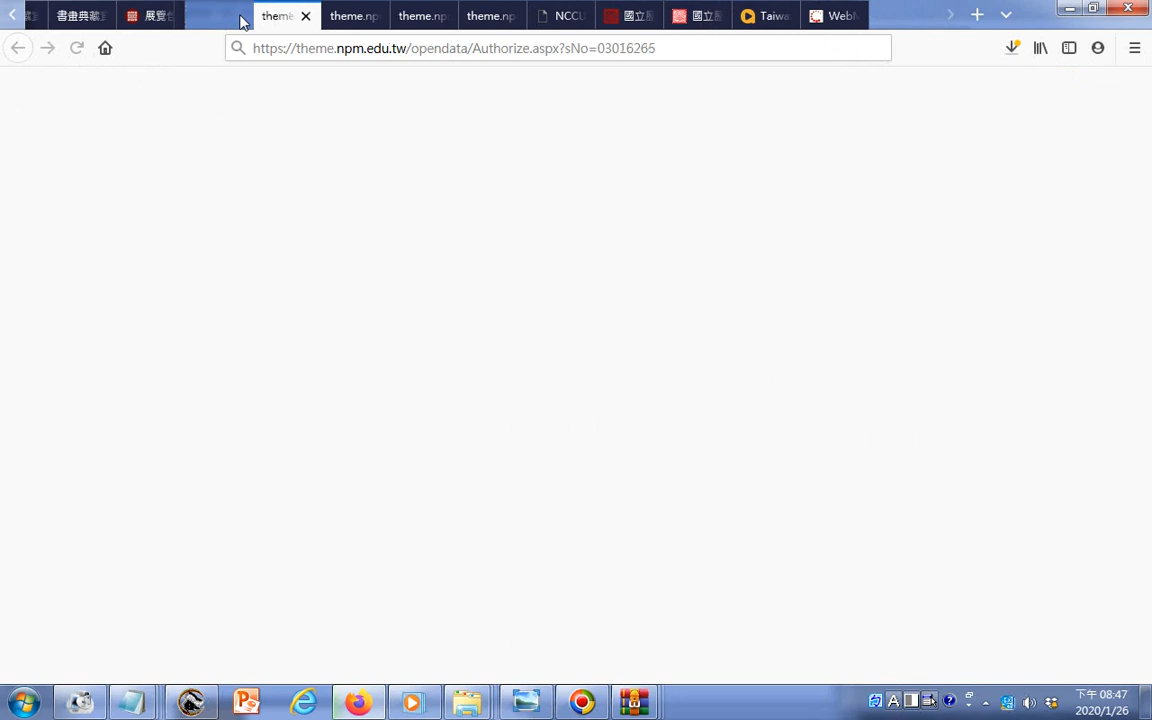 書畫典藏
展覽
theme
theme.np
theme.np
theme.np
NCCU
國立
國立
Taiwa
WebM
https://theme.npm.edu.tw/opendata/Authorize.aspx?sNo=03016265
下午 08:47
2020/1/26